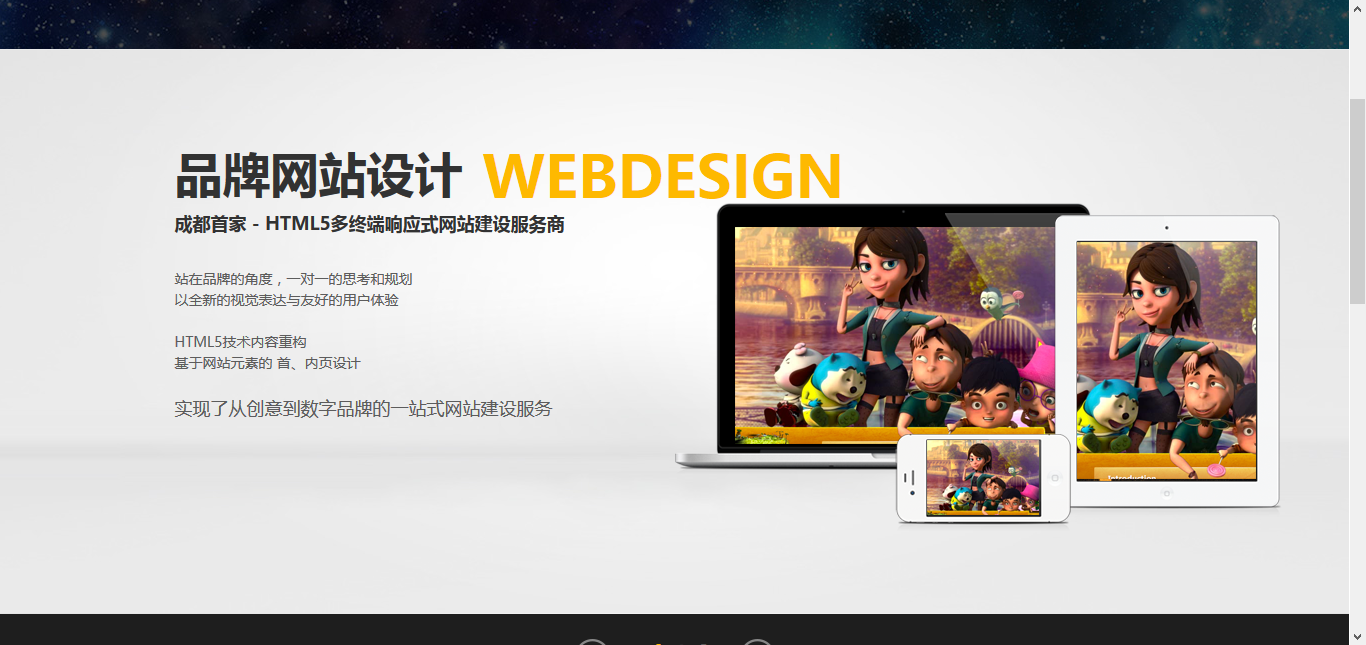 品牌网站设计 WEBDESIGN
成都首家 - HTML5多终端响应式网站建设服务商
站在品牌的角度，一对一的思考和规划
以全新的视觉表达与友好的用户体验
HTML5技术内容重构
基于网站元素的 首、内页设计
实现了从创意到数字品牌的一站式网站建设服务
Introduction